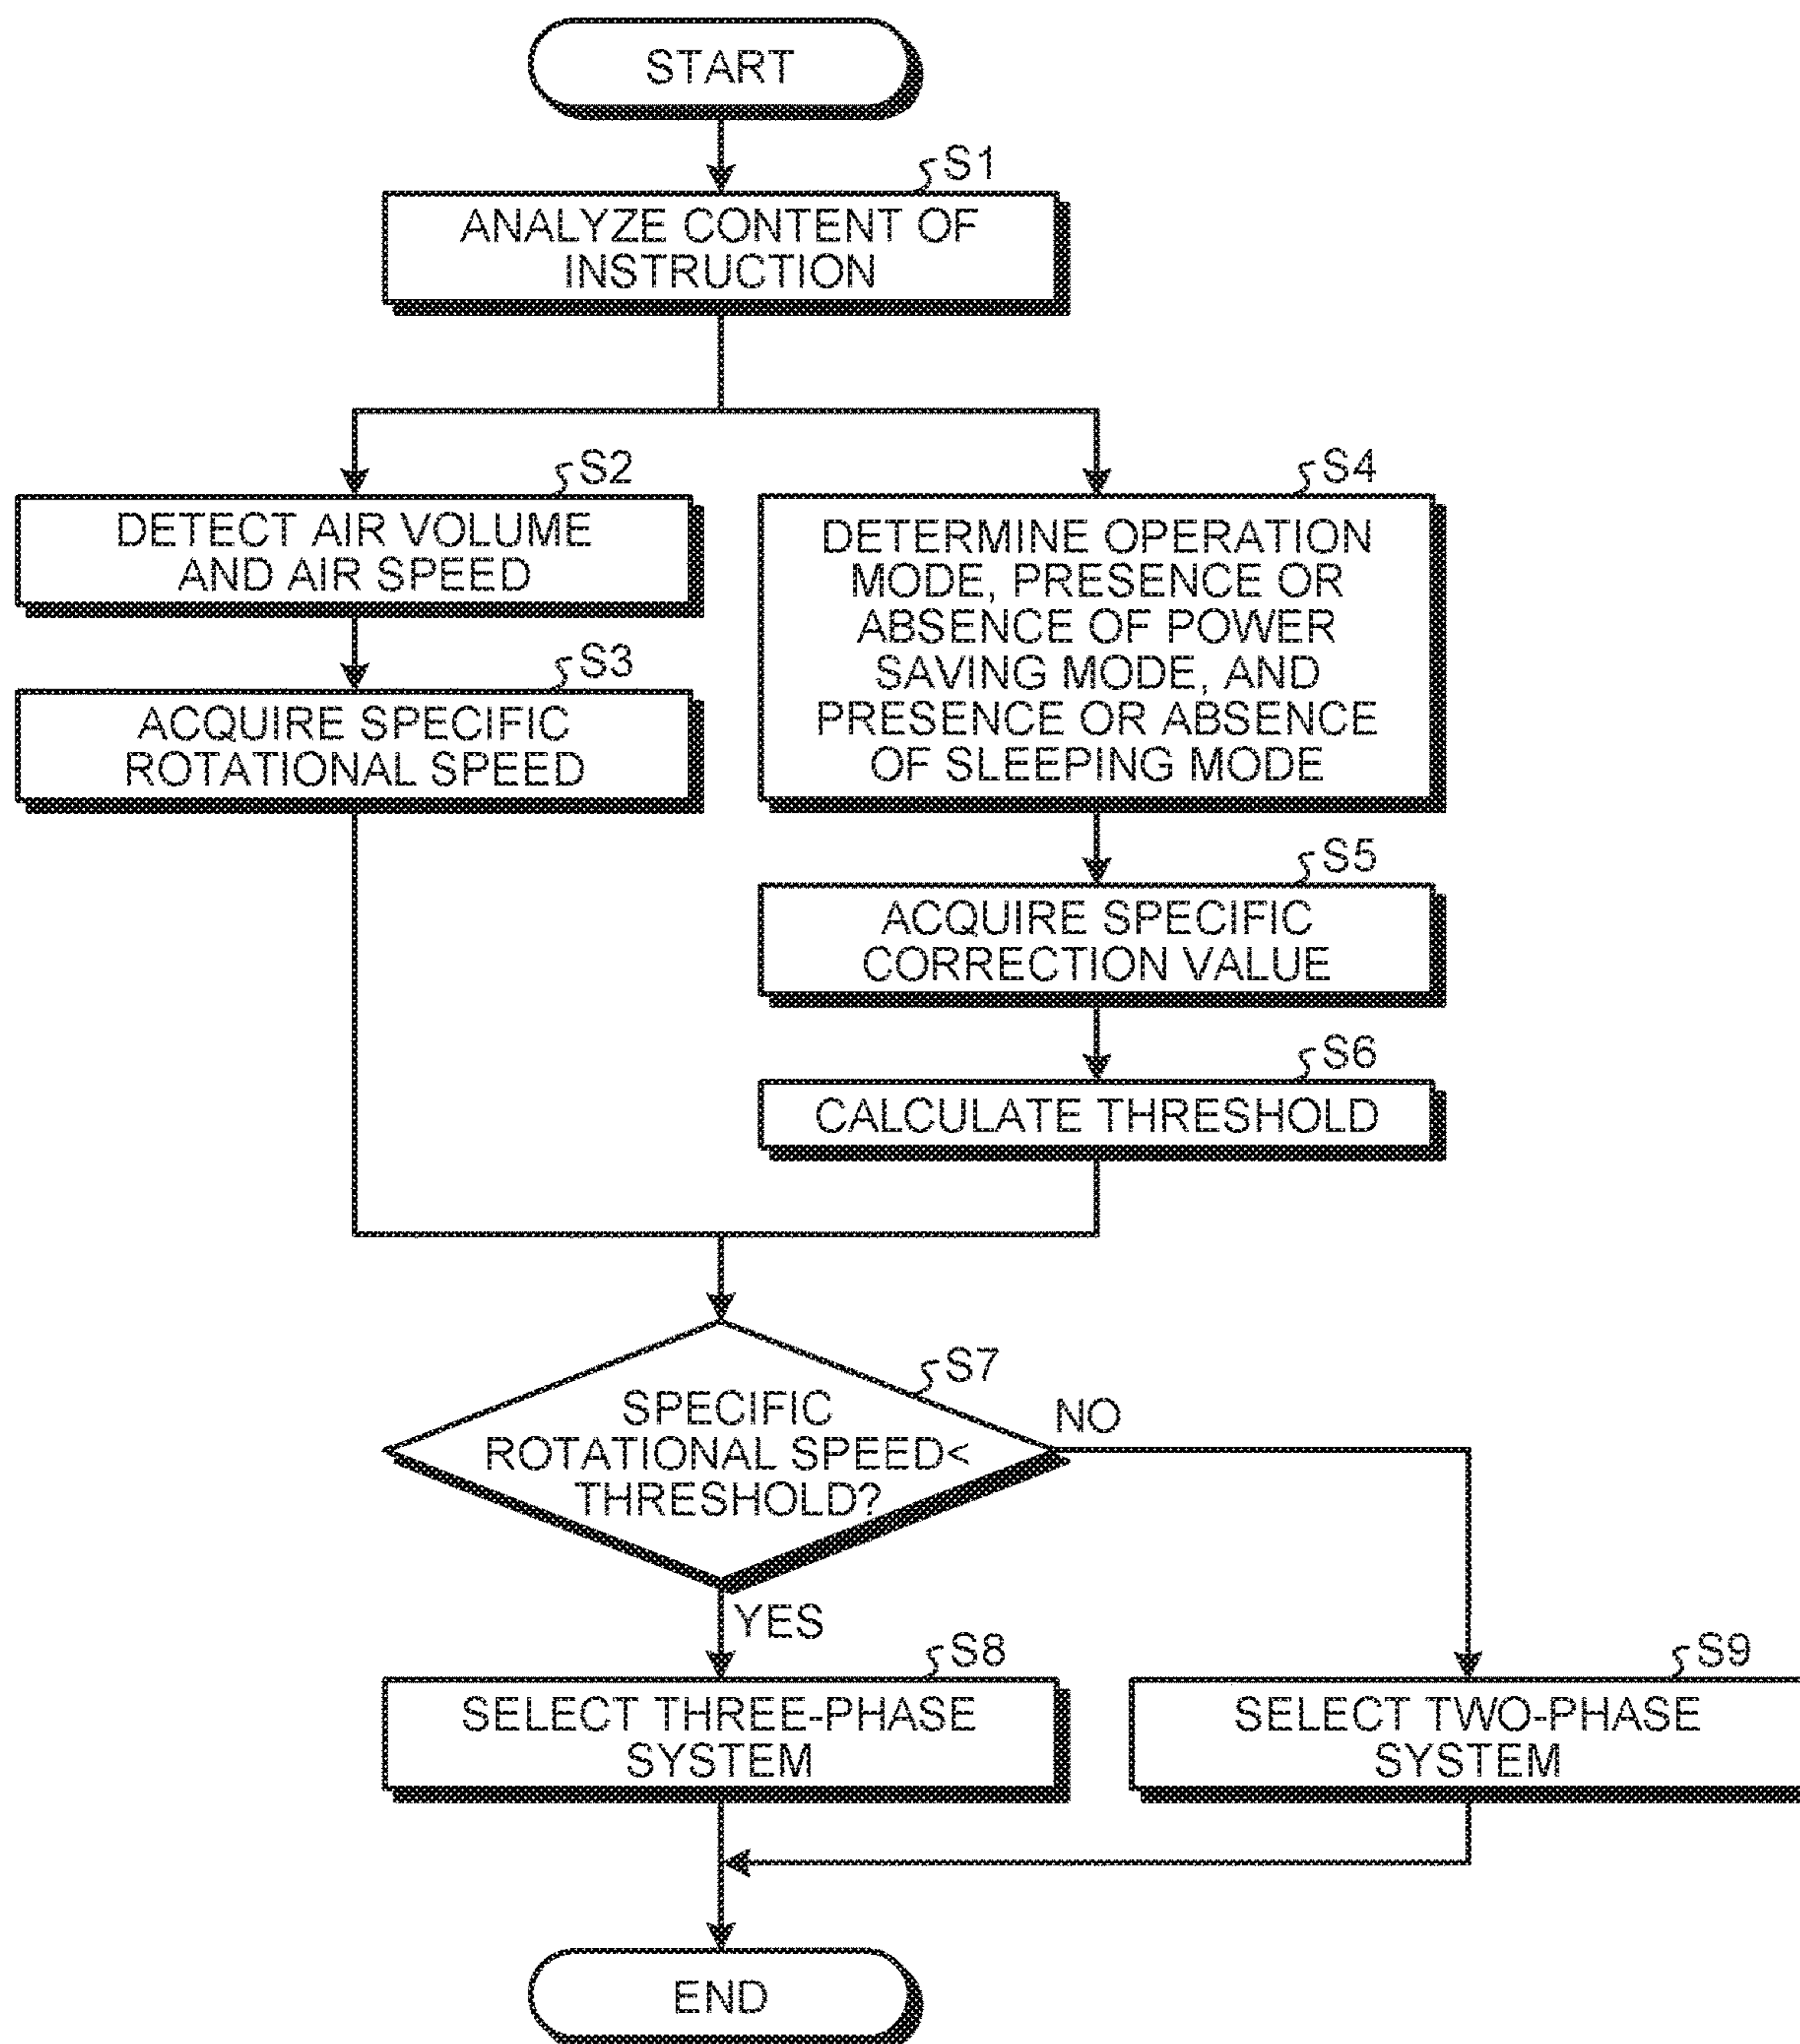 START
S1
ANALYZE CONTENT OF
INSTRUCTION
S2
DETECT AIR VOLUME
AND AIR SPEED
S3
ACQUIRE SPECIFIC
ROTATIONAL SPEED
S4
DETERMINE OPERATION
MODE, PRESENCE OR
ABSENCE OF POWER
SAVING MODE, AND
PRESENCE OR ABSENCE
OF SLEEPING MODE
S5
ACQUIRE SPECIFIC
CORRECTION VALUE
S6
CALCULATE THRESHOLD
S7
SPECIFIC
ROTATIONAL SPEED<
THRESHOLD?
NO
YES
S8
SELECT THREE-PHASE
SYSTEM
S9
SELECT TWO-PHASE
SYSTEM
END